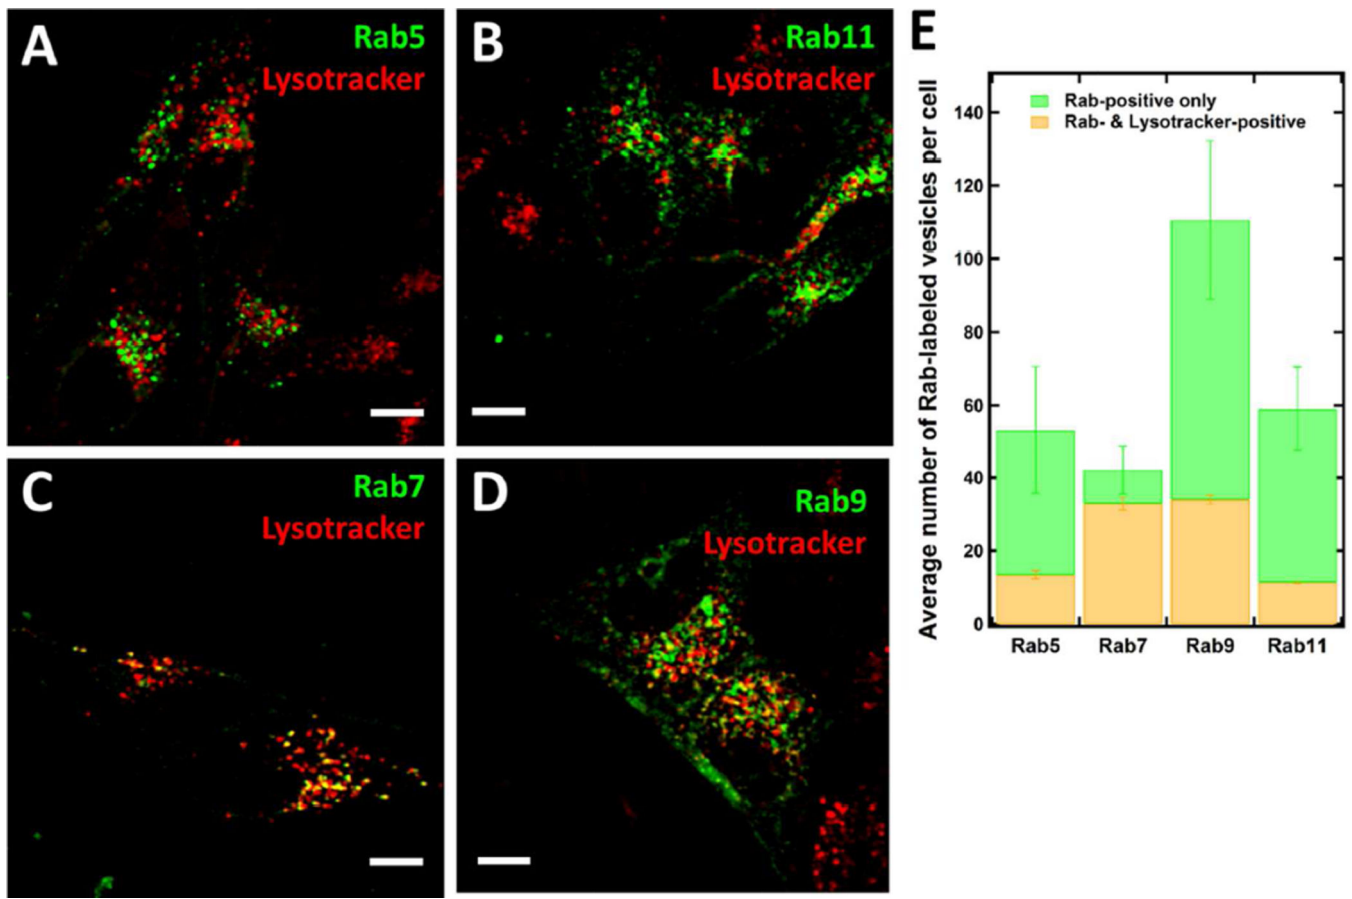 A
Rab5
Lysotracker
B
Rab11
Lysotracker
C
Rab7
Lysotracker
D
Rab9
Lysotracker
E
Average number of Rab-labeled vesicles per cell
Rab-positive only
Rab- & Lysotracker-positive
140
120
100
80
60
40
20
0
Rab5 Rab7 Rab9 Rab11